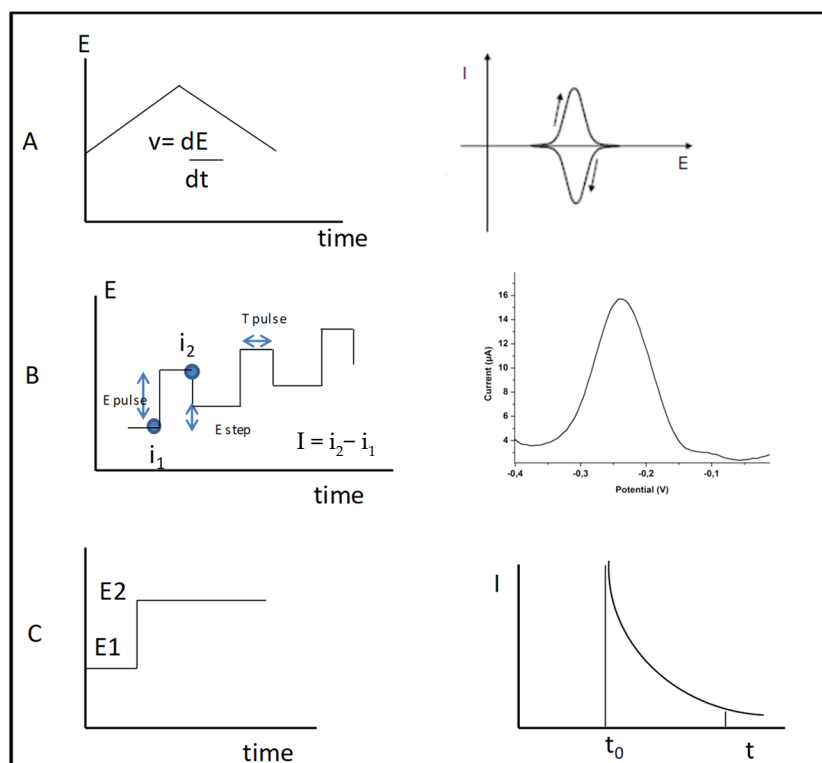 A
E
v= dE
dt
time
I
E
B
E
T pulse
i2
E pulse
E step
i1
I = i2– i1
time
Current (µA)
16
14
12
10
8
6
4
-0,4
-0,3
-0,2
-0,1
Potential (V)
C
E2
E1
time
I
t0
t